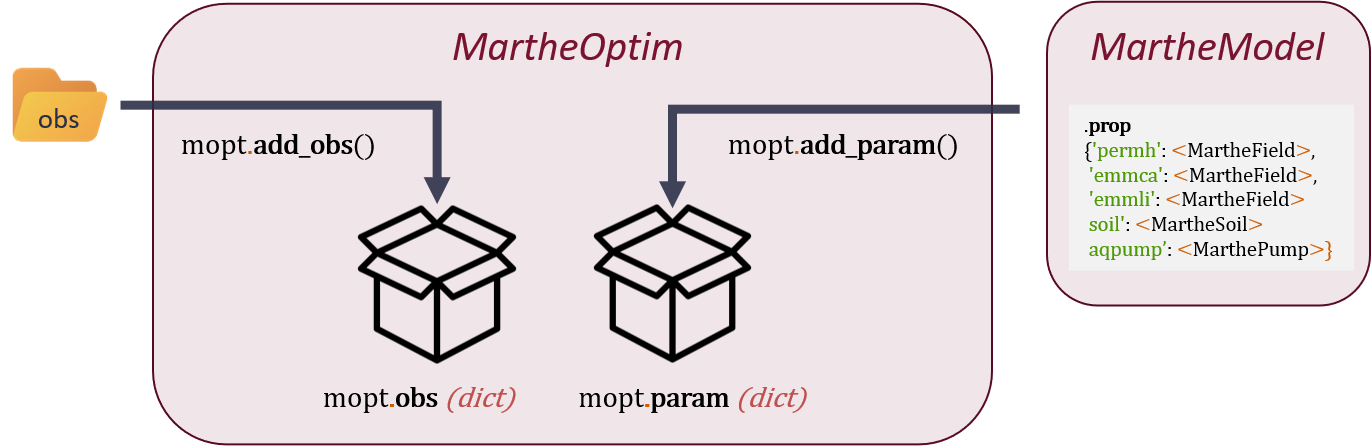 MartheOptim
MartheModel
obs
mopt.add_obs()
mopt.add_param()
.prop
{'permh': <MartheField>,
'emmca': <MartheField>,
'emmli': <MartheField>
soil': <MartheSoil>
aqpump’: <MarthePump>}
mopt.obs (dict)
mopt.param (dict)